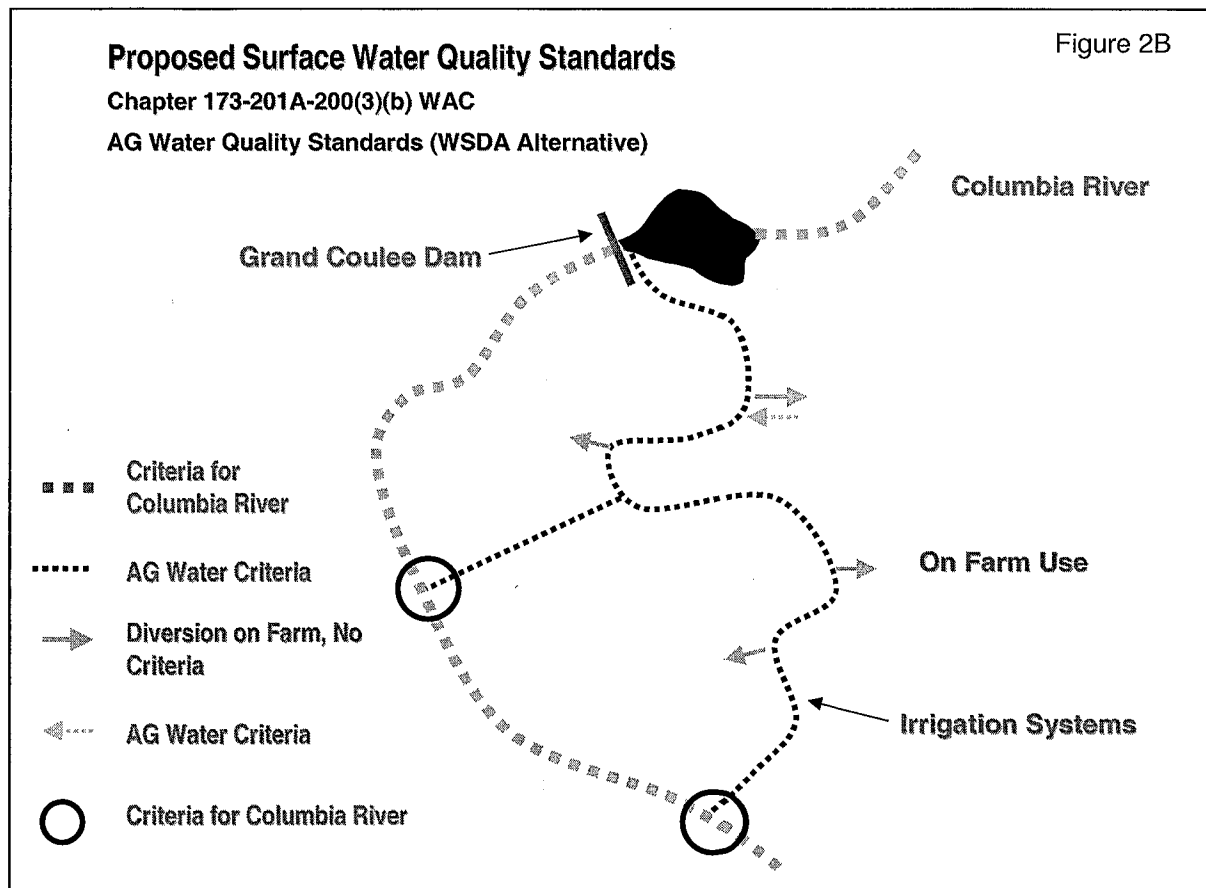 Figure 2B
Proposed Surface Water Quality Standards
Chapter 173-201A-200(3)(b) WAC
AG Water Quality Standards (WSDA Alternative)
Columbia River
Grand Coulee Dam
Criteria for
Columbia River
AG Water Criteria
On Farm Use
Diversion on Farm, No
Criteria
AG Water Criteria
Irrigation Systems
Criteria for Columbia River